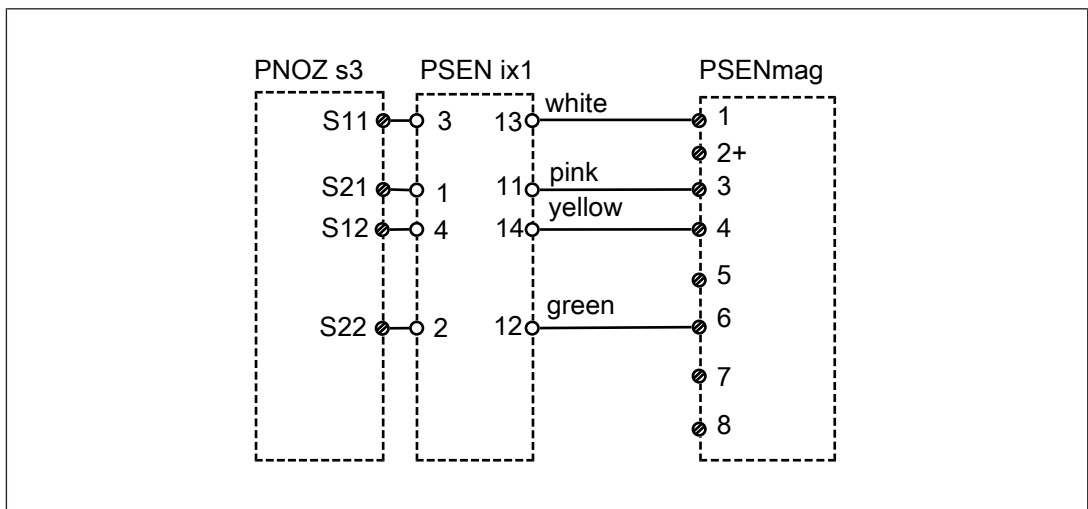 PNOZ s3 PSEN ix1 PSENmag
S11 3 13 white 1
2+
S21 1 11 pink 3
S12 4 14 yellow 4
5
S22 2 12 green 6
7
8